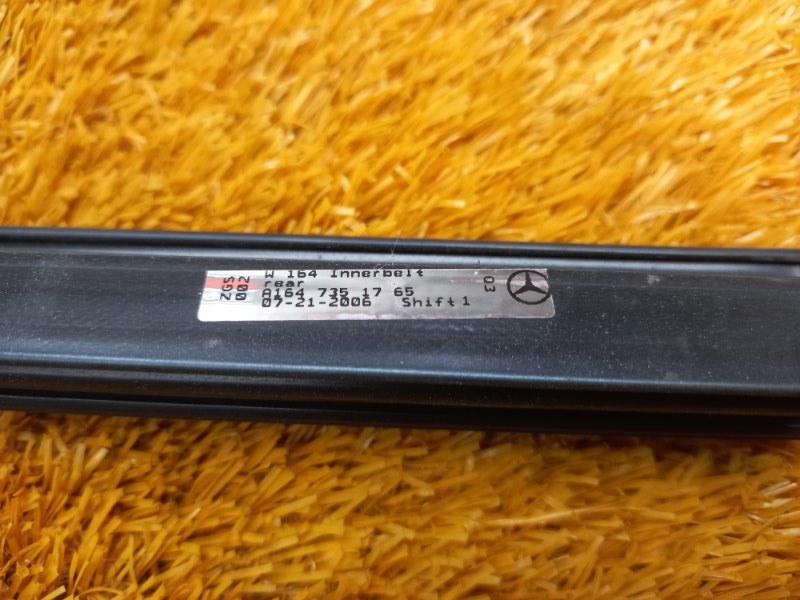 ZGS
002
W 164 Innerbelt
rear
A164 735 17 65
07-21-2006 Shift 1
03